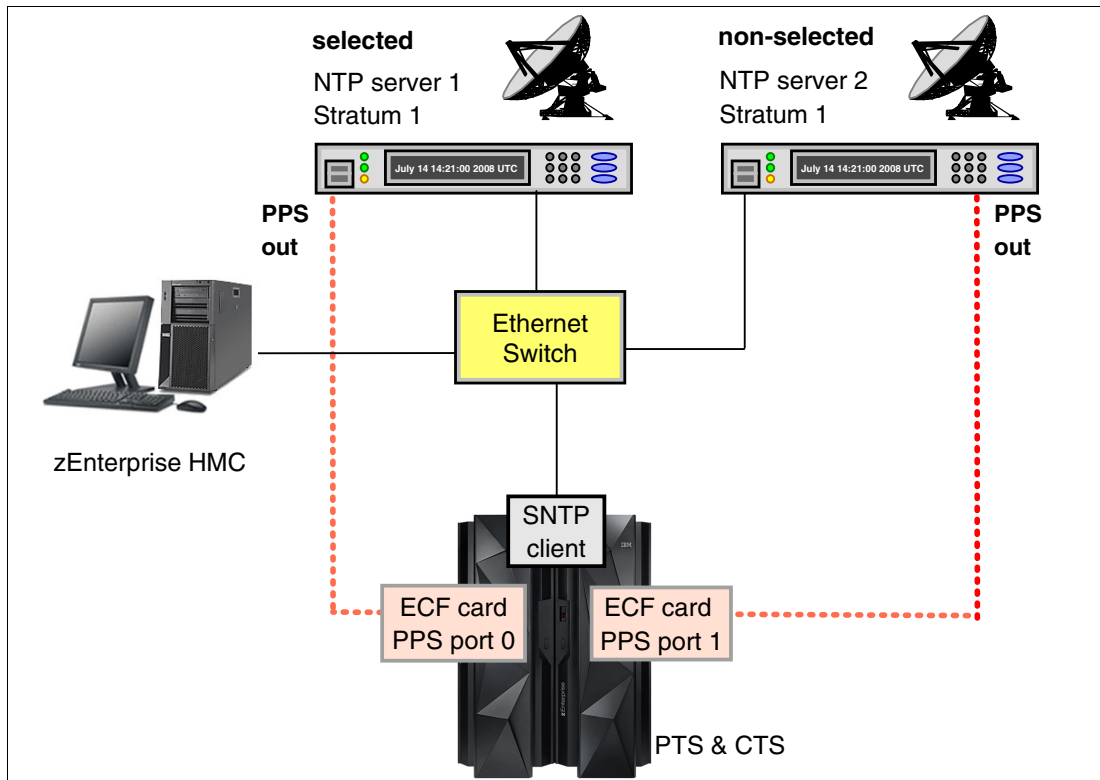 selected
NTP server 1
Stratum 1
non-selected
NTP server 2
Stratum 1
July 14 14:21:00 2008 UTC
July 14 14:21:00 2008 UTC
PPS
out
PPS
out
Ethernet
Switch
zEnterprise HMC
SNTP
client
IBM
ECF card
PPS port 0
ECF card
PPS port 1
zEnterprise
PTS & CTS